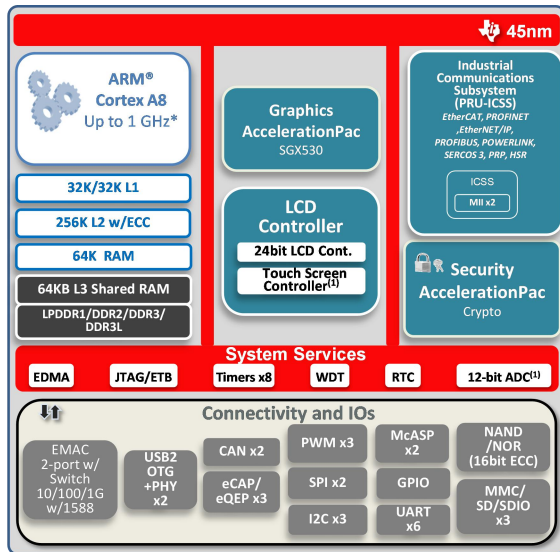 45nm
ARM®
Cortex A8
Up to 1 GHz*
32K/32K L1
256K L2 w/ECC
64K RAM
64KB L3 Shared RAM
LPDDR1/DDR2/DDR3/
DDR3L
Graphics
AccelerationPac
SGX530
LCD
Controller
24bit LCD Cont.
Touch Screen
Controller(1)
Industrial
Communications
Subsystem
(PRU-ICSS)
EtherCAT, PROFINET
,EtherNET/IP,
PROFIBUS, POWERLINK,
SERCOS 3, PRP, HSR
ICSS
MII x2
Security
AccelerationPac
Crypto
System Services
EDMA
JTAG/ETB
Timers x8
WDT
RTC
12-bit ADC(1)
Connectivity and IOs
EMAC
2-port w/
Switch
10/100/1G
w/1588
USB2
OTG
+PHY
x2
CAN x2
eCAP/
eQEP x3
PWM x3
SPI x2
I2C x3
McASP
x2
GPIO
UART
x6
NAND
/NOR
(16bit ECC)
MMC/
SD/SDIO
x3